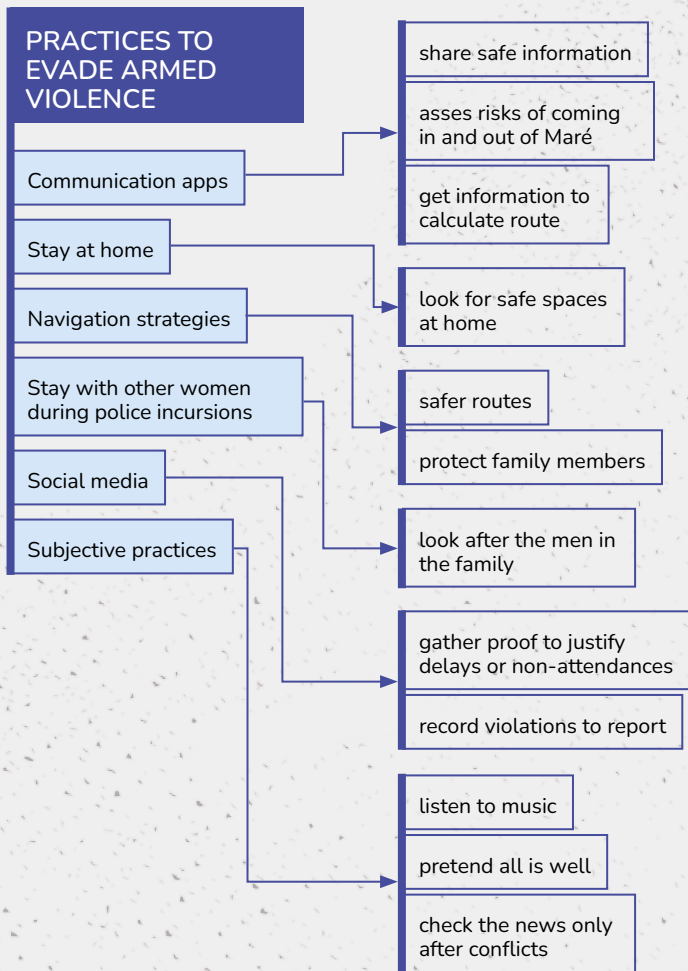 PRACTICES TO
EVADE ARMED
VIOLENCE
Communication apps
Stay at home
Navigation strategies
Stay with other women
during police incursions
Social media
Subjective practices
share safe information
asses risks of coming
in and out of Maré
get information to
calculate route
look for safe spaces
at home
safer routes
protect family members
look after the men in
the family
gather proof to justify
delays or non-attendances
record violations to report
listen to music
pretend all is well
check the news only
after conflicts